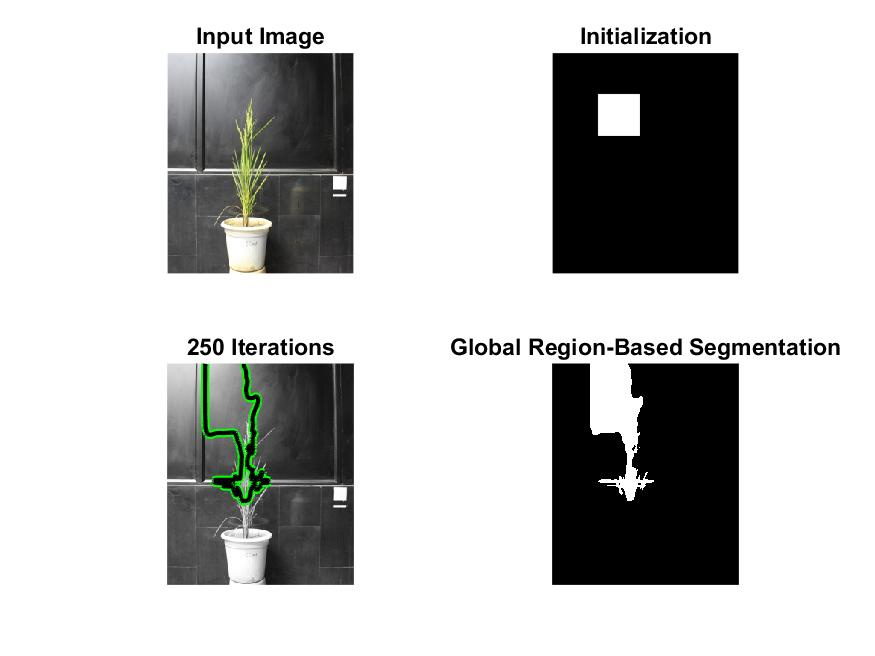 Input Image
Initialization
250 Iterations
Global Region-Based Segmentation